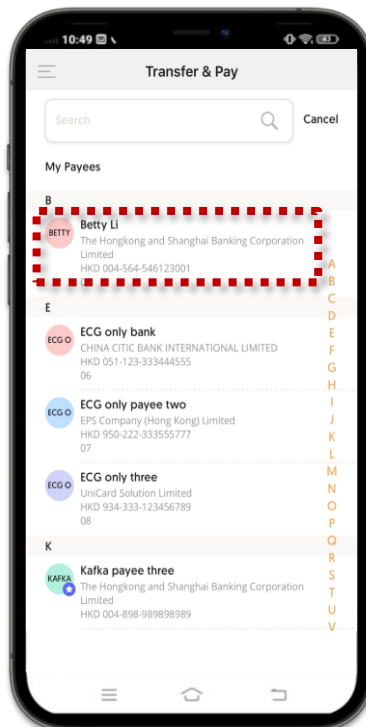 10:49
Transfer & Pay
Search
Cancel
My Payees
B
BETTY
Betty Li
The Hongkong and Shanghai Banking Corporation
Limited
HKD 004-564-546123001
E
ECG O
ECG only bank
CHINA CITIC BANK INTERNATIONAL LIMITED
HKD 051-123-333444555
06
ECG O
ECG only payee two
EPS Company (Hong Kong) Limited
HKD 950-222-333555777
07
ECG O
ECG only three
UniCard Solution Limited
HKD 934-333-123456789
08
K
KAFKA
Kafka payee three
The Hongkong and Shanghai Banking Corporation
Limited
HKD 004-898-989898989
A
B
C
D
E
F
G
H
I
J
K
L
M
N
O
P
Q
R
S
T
U
V